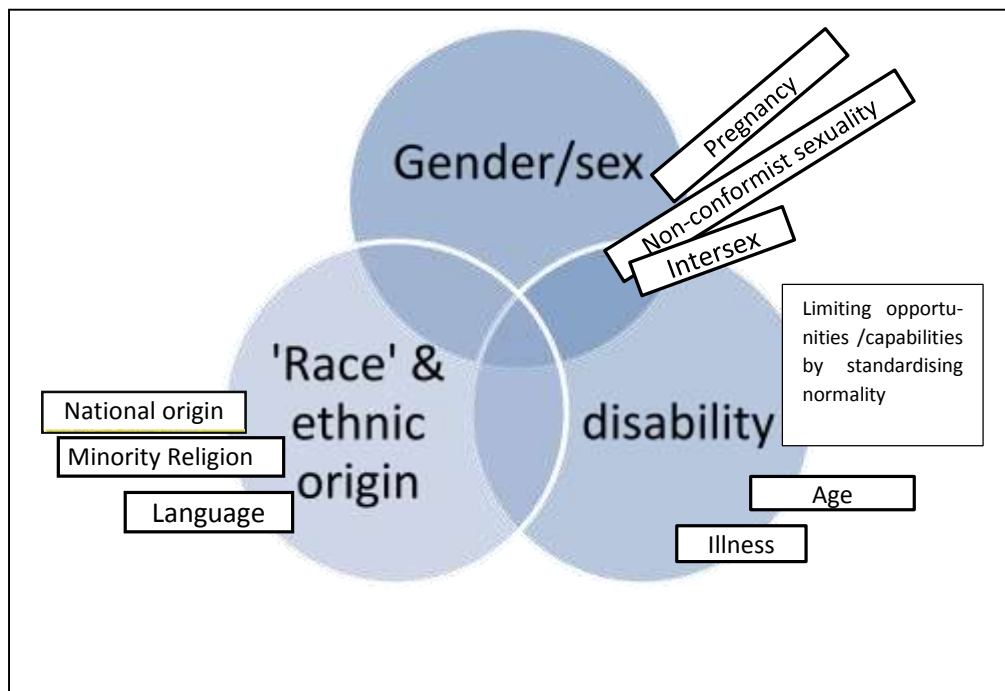 Pregnancy
Gender/sex
Non-conformist sexuality
Intersex
Limiting opportu-
nities /capabilities
by standardising
normality
'Race' &
ethnic
origin
disability
National origin
Minority Religion
Language
Age
Illness